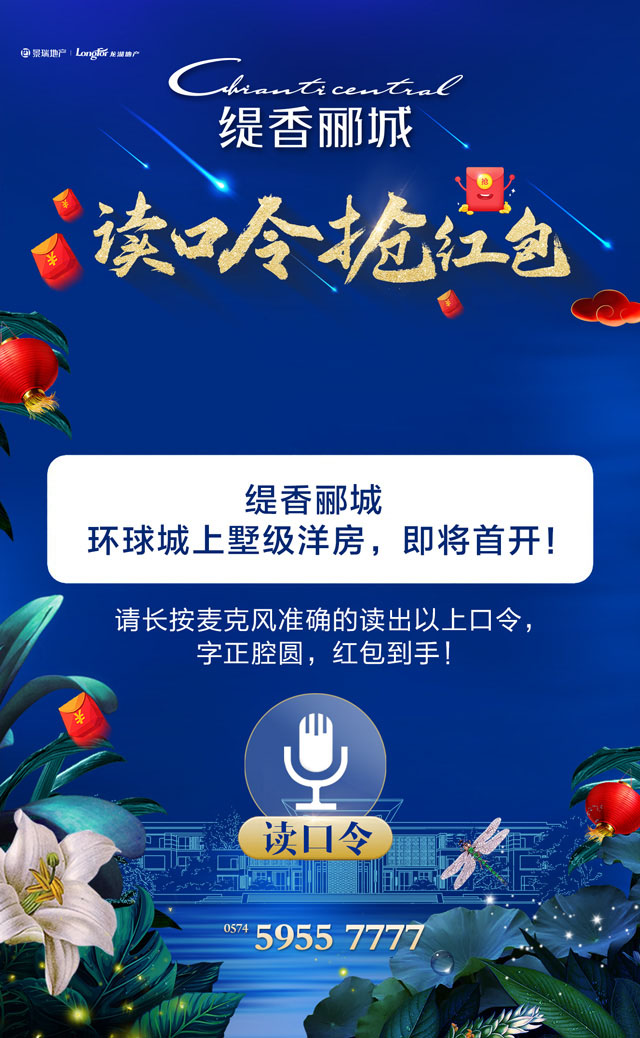 景瑞地产 | Longfor 龙湖地产
Chianti central
缇香郦城
读口令抢红包
抢
缇香郦城
环球城上墅级洋房，即将首开！
请长按麦克风准确的读出以上口令，
字正腔圆，红包到手！
读口令
0574 5955 7777